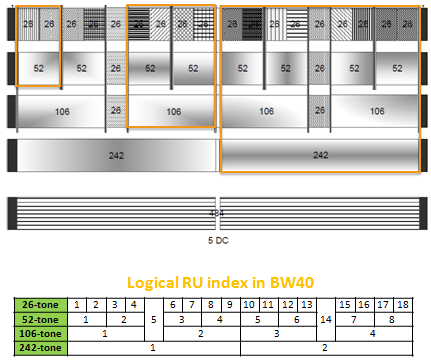 26 26 26 26 26 26 26 26 26 26 26 26 26 26 26 26 26 26
52 52 26 52 52 52 52 26 52 52
106 26 106 106 26 106
242 242
484
5 DC
Logical RU index in BW40
26-tone 1 2 3 4 5 6 7 8 9 10 11 12 13 14 15 16 17 18
52-tone 1 2 3 4 5 6 7 8
106-tone 1 2 3 4
242-tone 1 2